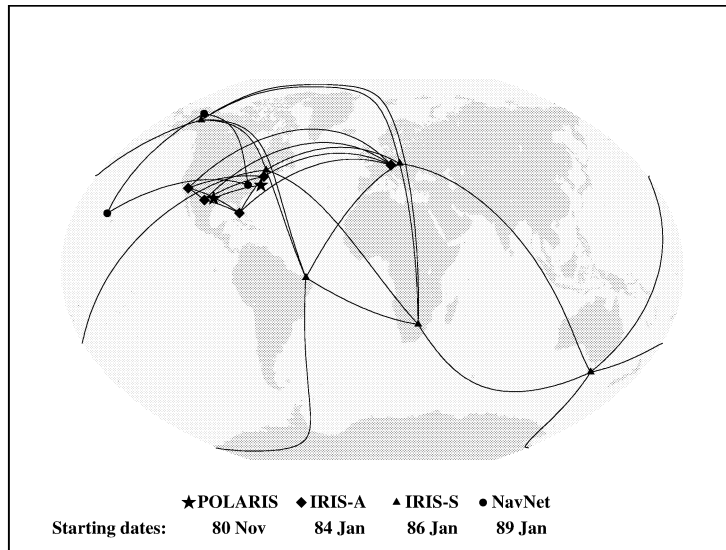 POLARIS IRIS-A IRIS-S NavNet
Starting dates: 80 Nov 84 Jan 86 Jan 89 Jan